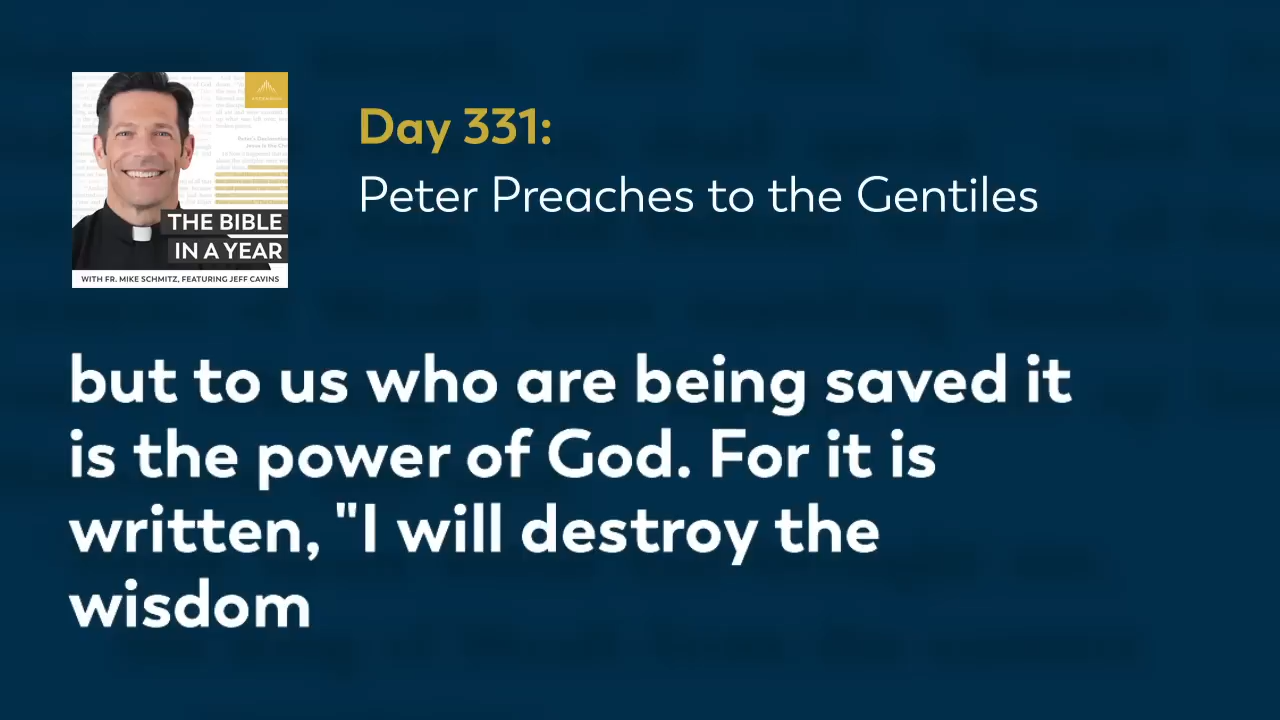 Day 331:
Peter Preaches to the Gentiles
THE BIBLE
IN A YEAR
WITH FR. MIKE SCHMITZ, FEATURING JEFF CAVINS
but to us who are being saved it
is the power of God. For it is
written, "I will destroy the
wisdom